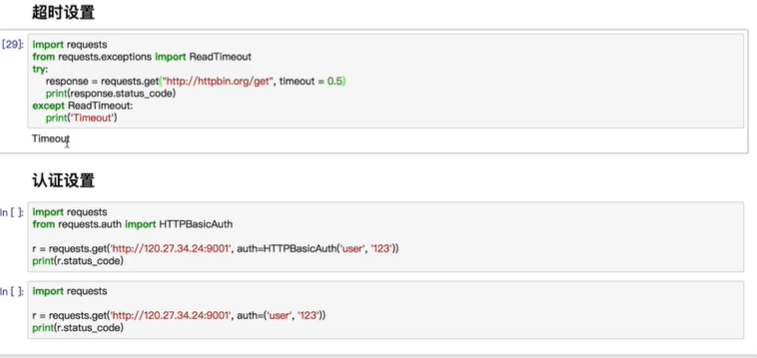 超时设置
[29]:
import requests
from requests.exceptions import ReadTimeout
try:
    response = requests.get("http://httpbin.org/get", timeout = 0.5)
    print(response.status_code)
except ReadTimeout:
    print('Timeout')
Timeout
认证设置
In [ ]:
import requests
from requests.auth import HTTPBasicAuth

r = requests.get('http://120.27.34.24:9001', auth=HTTPBasicAuth('user', '123'))
print(r.status_code)
In [ ]:
import requests

r = requests.get('http://120.27.34.24:9001', auth=('user', '123'))
print(r.status_code)